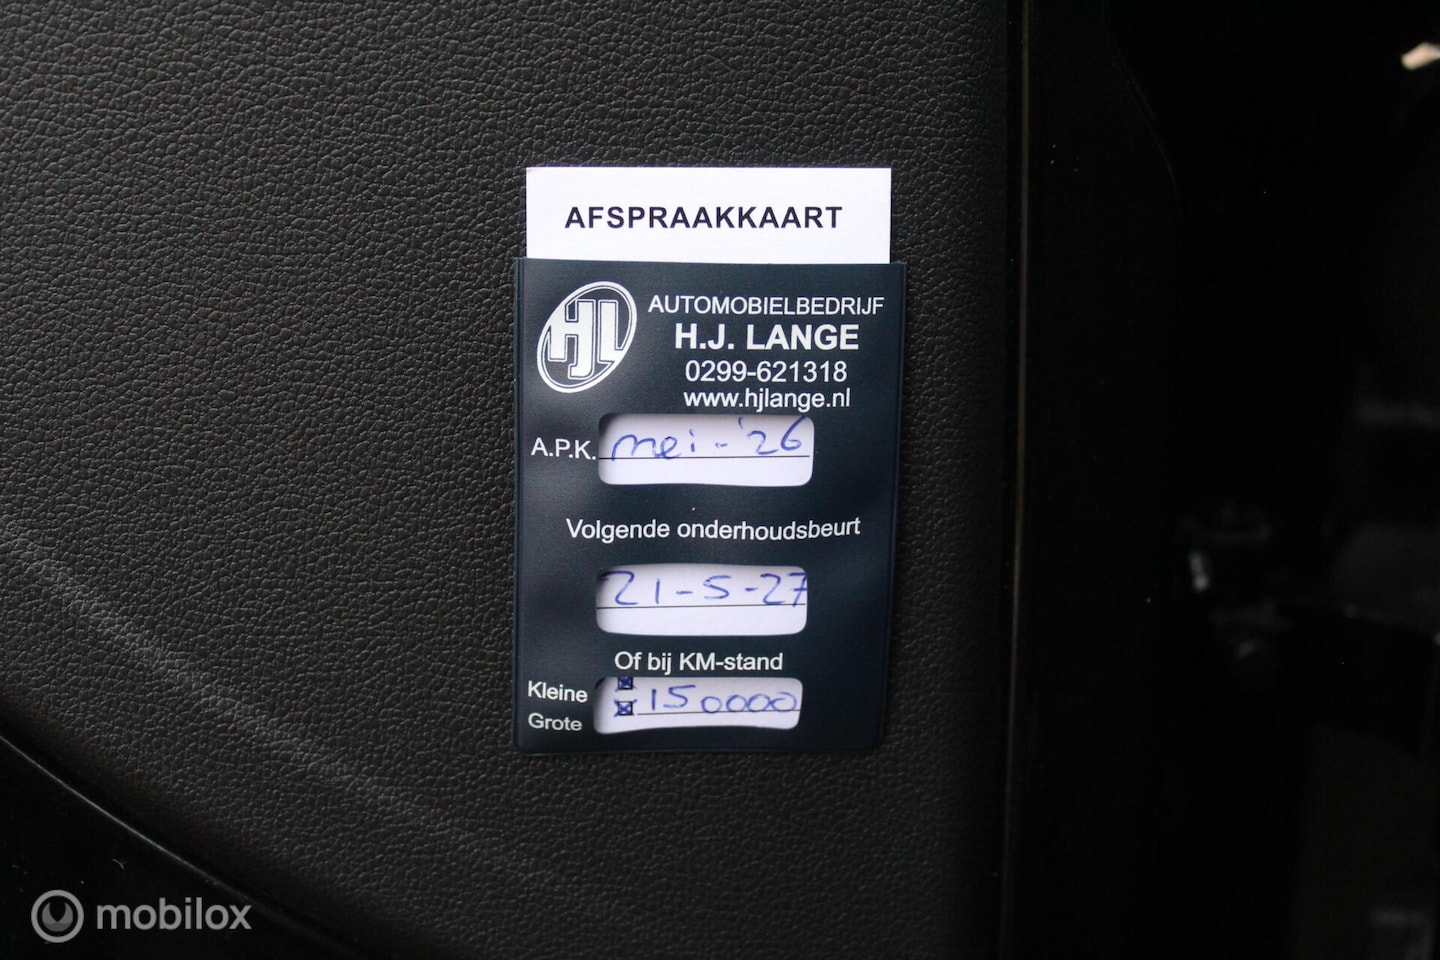 AFSPRAAKKAART
HJL
AUTOMOBIELBEDRIJF
H.J. LANGE
0299-621318
www.hjlange.nl
A.P.K. mei-'26
Volgende onderhoudsbeurt
21-5-27
Of bij KM-stand
Kleine
Grote 150000
mobilox